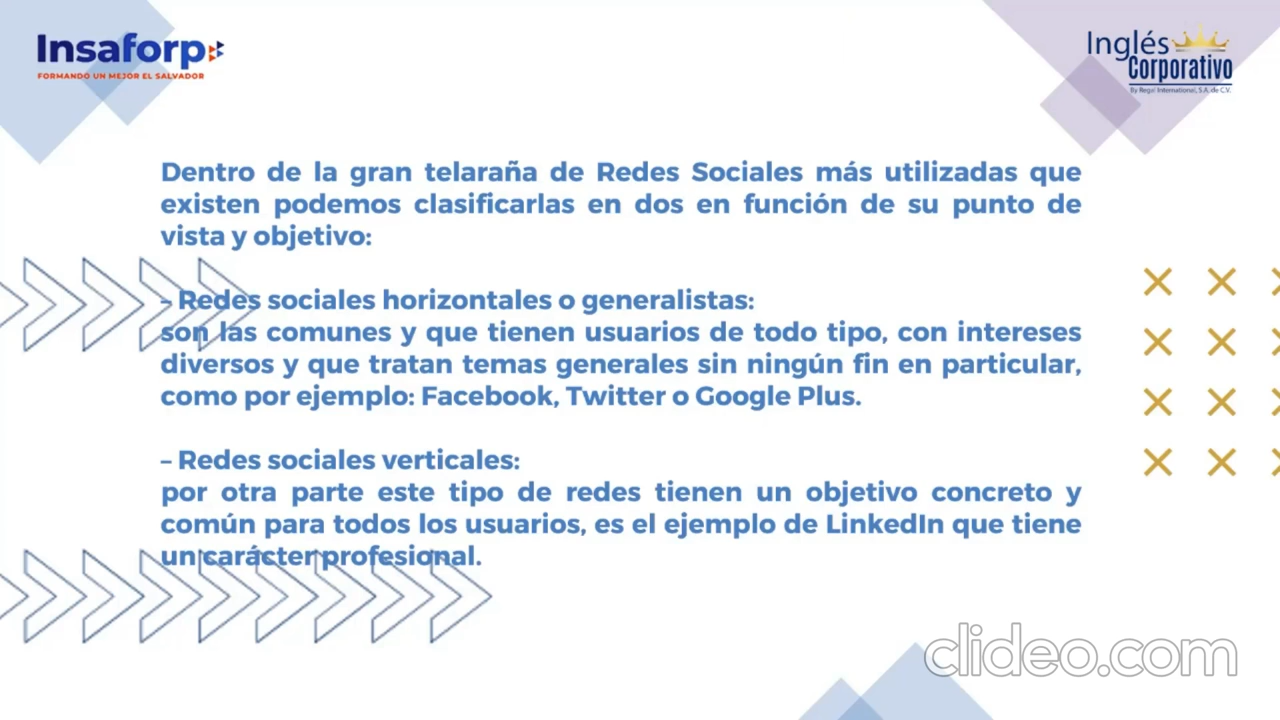 Insaforp
FORMANDO UN MEJOR EL SALVADOR
Inglés
Corporativo
By Regal International, S.A. de C.V.
Dentro de la gran telaraña de Redes Sociales más utilizadas que
existen podemos clasificarlas en dos en función de su punto de
vista y objetivo:
– Redes sociales horizontales o generalistas:
son las comunes y que tienen usuarios de todo tipo, con intereses
diversos y que tratan temas generales sin ningún fin en particular,
como por ejemplo: Facebook, Twitter o Google Plus.
– Redes sociales verticales:
por otra parte este tipo de redes tienen un objetivo concreto y
común para todos los usuarios, es el ejemplo de LinkedIn que tiene
un carácter profesional.
clideo.com